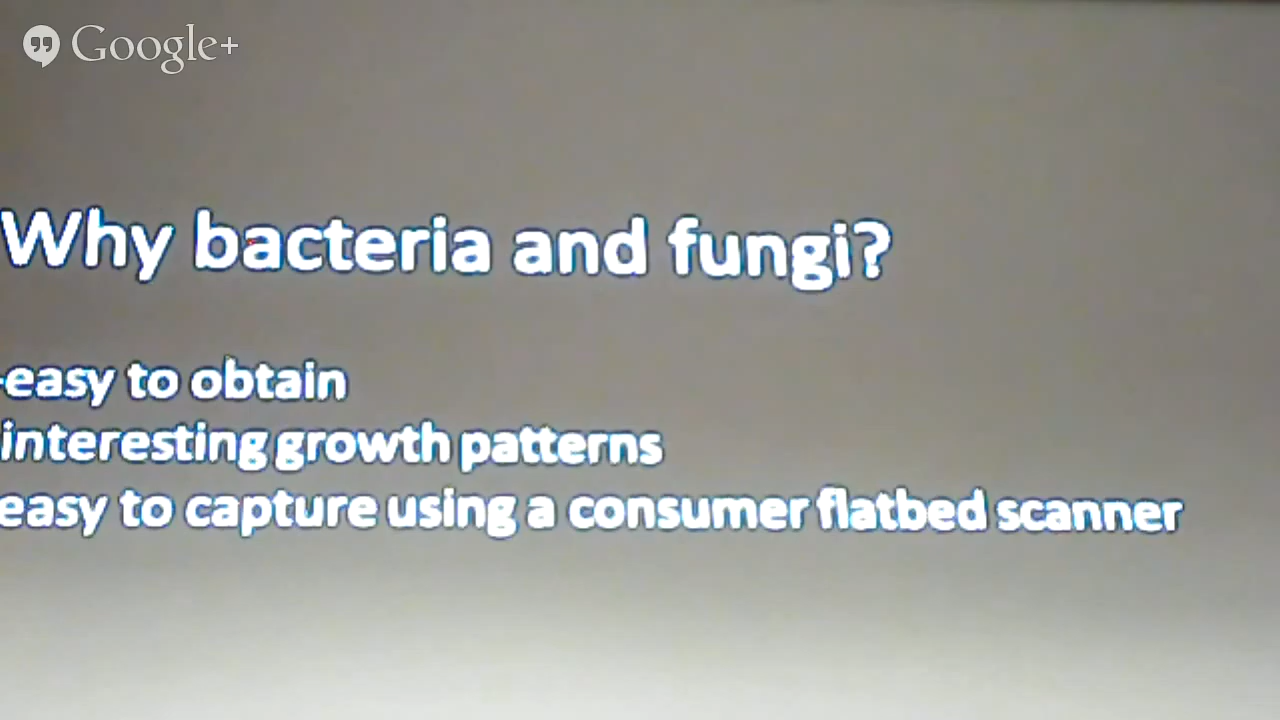 Google+
Why bacteria and fungi?
-easy to obtain
interesting growth patterns
easy to capture using a consumer flatbed scanner